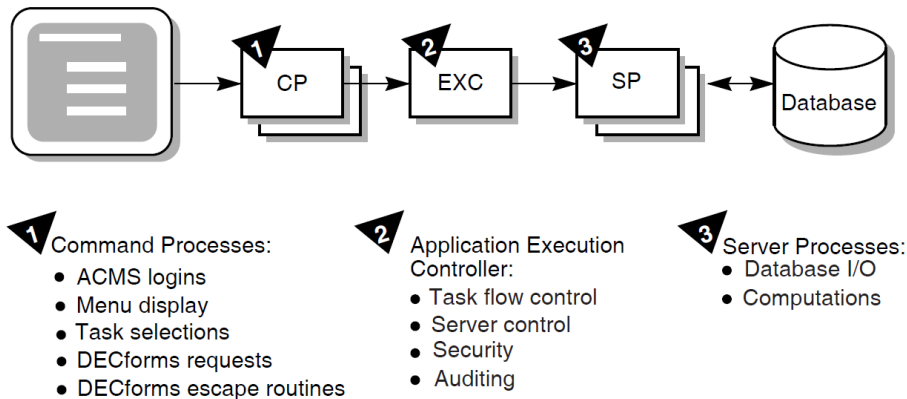 1
2
3
CP
EXC
SP
Database
1
Command Processes:
● ACMS logins
● Menu display
● Task selections
● DECforms requests
● DECforms escape routines
2
Application Execution
Controller:
● Task flow control
● Server control
● Security
● Auditing
3
Server Processes:
● Database I/O
● Computations